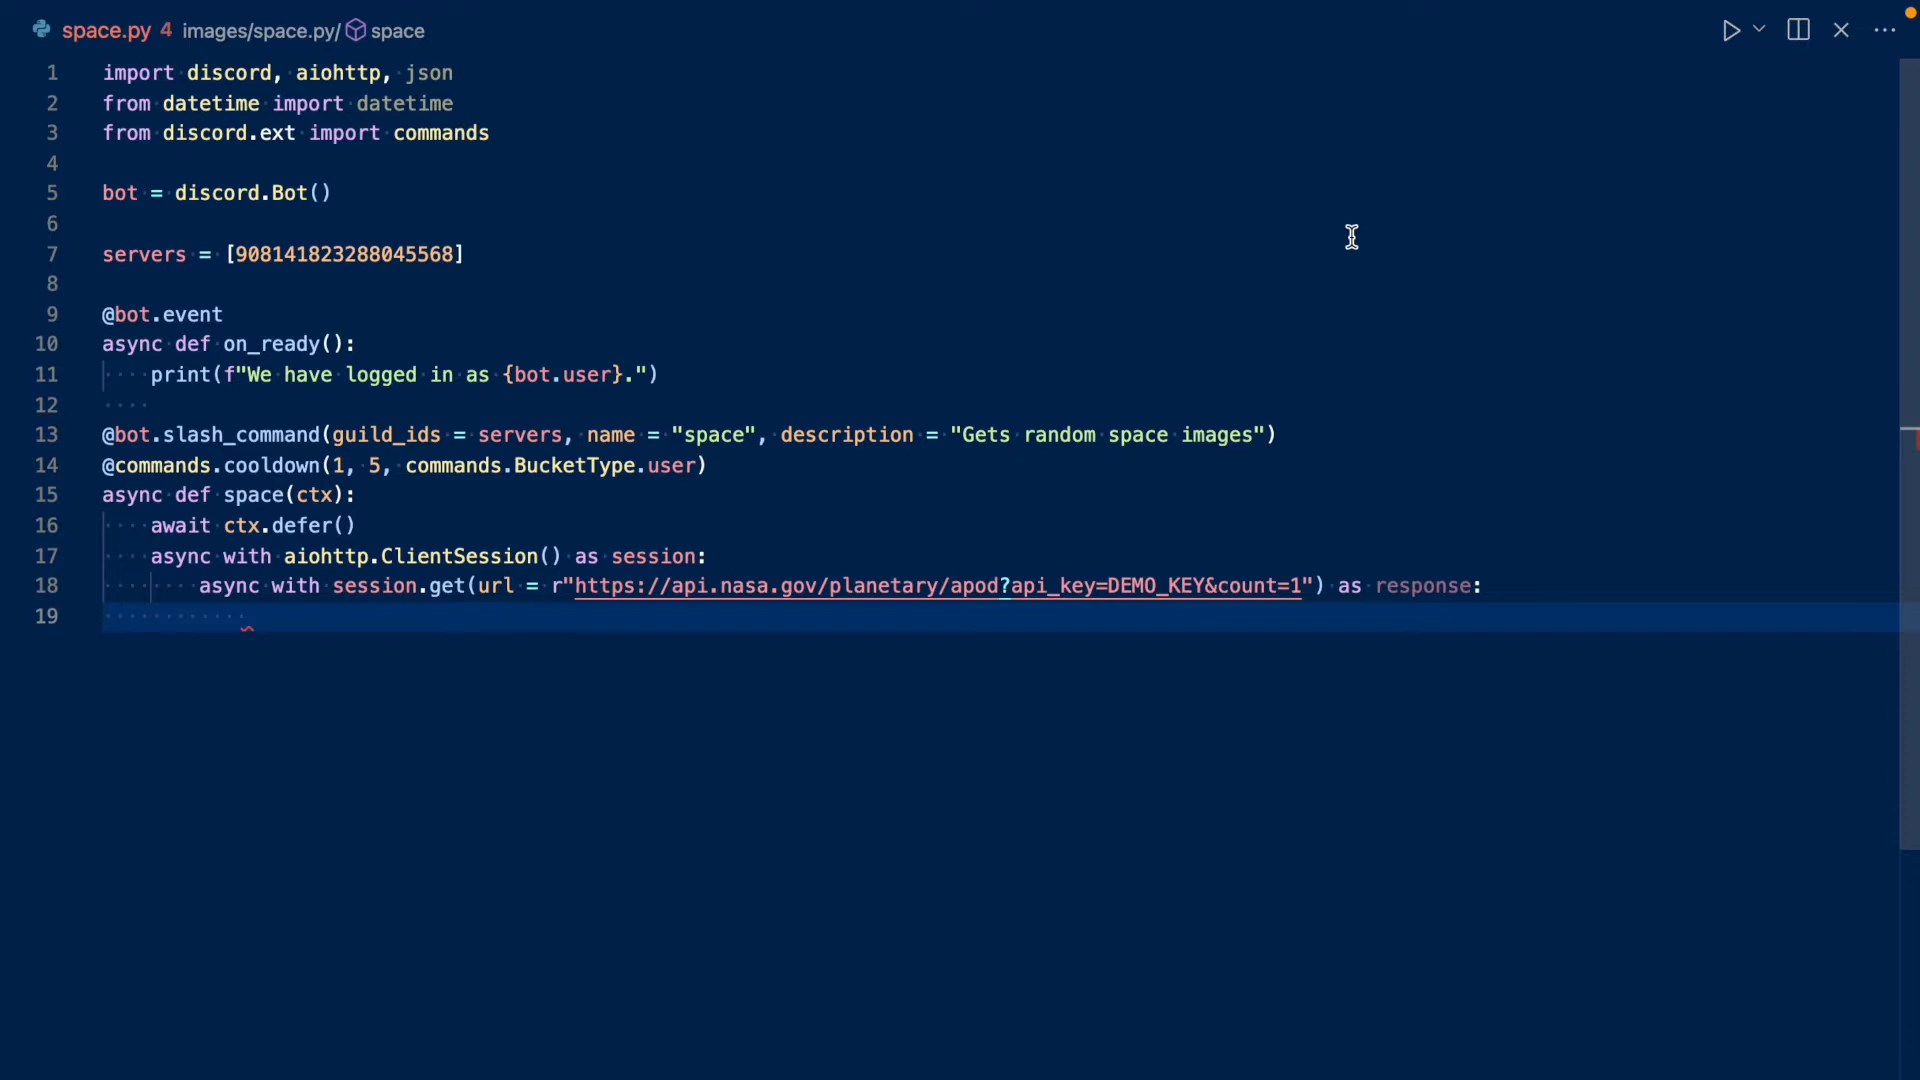 space.py 4 images/space.py/ space
1 import discord, aiohttp, json
2 from datetime import datetime
3 from discord.ext import commands
4
5 bot = discord.Bot()
6
7 servers = [908141823288045568]
8
9 @bot.event
10 async def on_ready():
11 print(f"We have logged in as {bot.user}.")
12
13 @bot.slash_command(guild_ids = servers, name = "space", description = "Gets random space images")
14 @commands.cooldown(1, 5, commands.BucketType.user)
15 async def space(ctx):
16 await ctx.defer()
17 async with aiohttp.ClientSession() as session:
18 async with session.get(url = r"https://api.nasa.gov/planetary/apod?api_key=DEMO_KEY&count=1") as response:
19